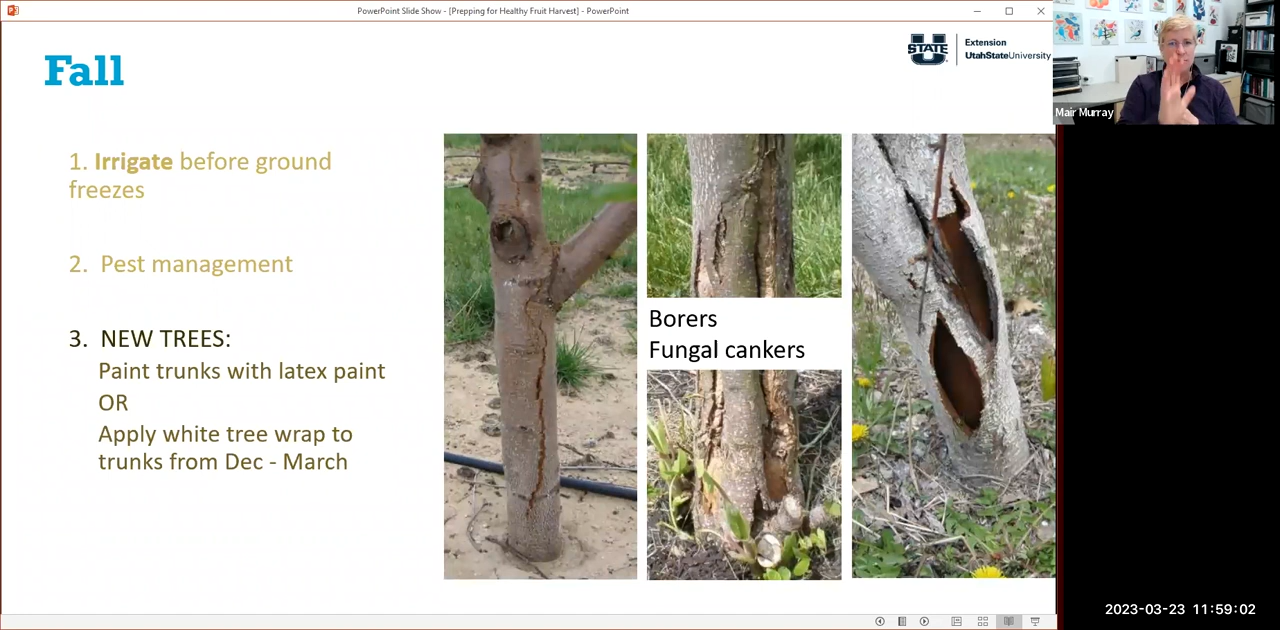 PowerPoint Slide Show - [Prepping for Healthy Fruit Harvest] - PowerPoint
Fall
U
STATE
Extension
UtahStateUniversity
Mair Murray
1. Irrigate before ground
freezes
2. Pest management
3. NEW TREES:
Paint trunks with latex paint
OR
Apply white tree wrap to
trunks from Dec - March
Borers
Fungal cankers
2023-03-23 11:59:02